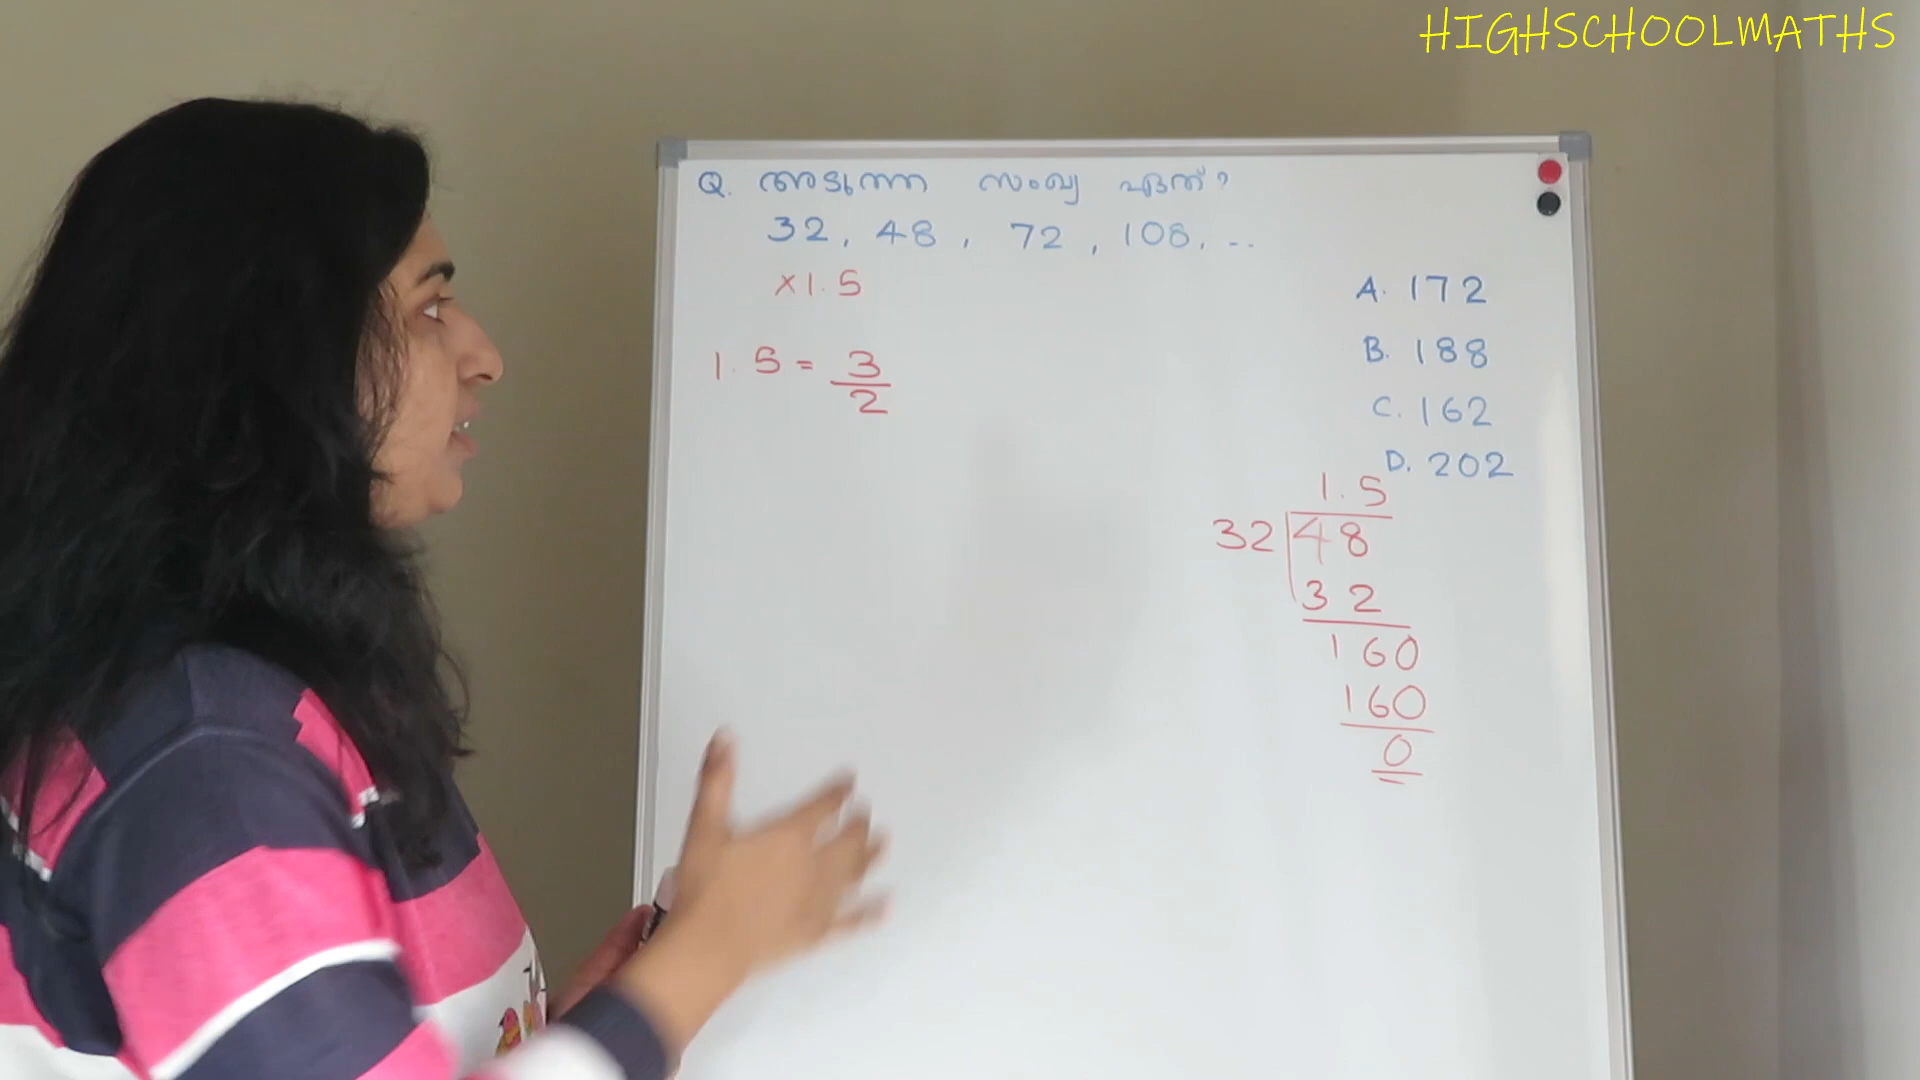 HIGHSCHOOLMATHS
Q. അടുത്ത സംഖ്യ ഏത്?
32, 48, 72, 108, ..
×1.5
1.5 = 3/2
A. 172
B. 188
C. 162
D. 202
1.5
32 48
32
160
160
0